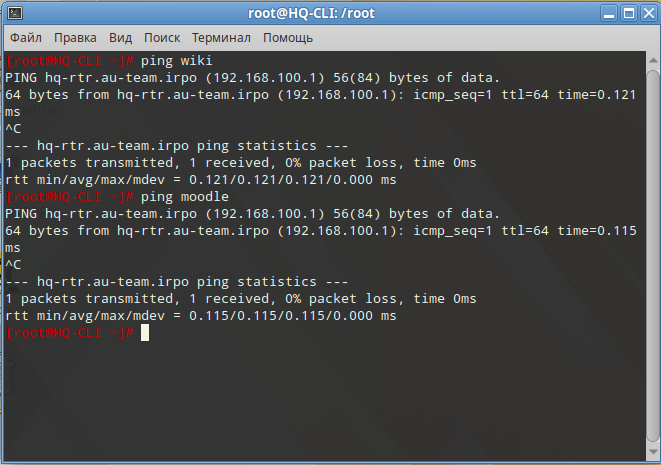 root@HQ-CLI: /root
Файл Правка Вид Поиск Терминал Помощь
[root@HQ-CLI ~]# ping wiki
PING hq-rtr.au-team.irpo (192.168.100.1) 56(84) bytes of data.
64 bytes from hq-rtr.au-team.irpo (192.168.100.1): icmp_seq=1 ttl=64 time=0.121
ms
^C
--- hq-rtr.au-team.irpo ping statistics ---
1 packets transmitted, 1 received, 0% packet loss, time 0ms
rtt min/avg/max/mdev = 0.121/0.121/0.121/0.000 ms
[root@HQ-CLI ~]# ping moodle
PING hq-rtr.au-team.irpo (192.168.100.1) 56(84) bytes of data.
64 bytes from hq-rtr.au-team.irpo (192.168.100.1): icmp_seq=1 ttl=64 time=0.115
ms
^C
--- hq-rtr.au-team.irpo ping statistics ---
1 packets transmitted, 1 received, 0% packet loss, time 0ms
rtt min/avg/max/mdev = 0.115/0.115/0.115/0.000 ms
[root@HQ-CLI ~]#